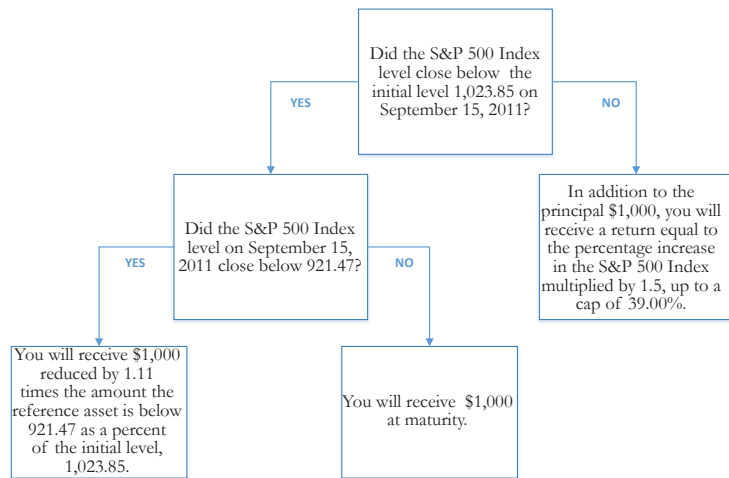 Did the S&P 500 Index
level close below the
initial level 1,023.85 on
September 15, 2011?
YES
NO
Did the S&P 500 Index
level on September 15,
2011 close below 921.47?
In addition to the
principal $1,000, you will
receive a return equal to
the percentage increase
in the S&P 500 Index
multiplied by 1.5, up to a
cap of 39.00%.
YES
NO
You will receive $1,000
reduced by 1.11
times the amount the
reference asset is below
921.47 as a percent
of the initial level,
1,023.85.
You will receive $1,000
at maturity.